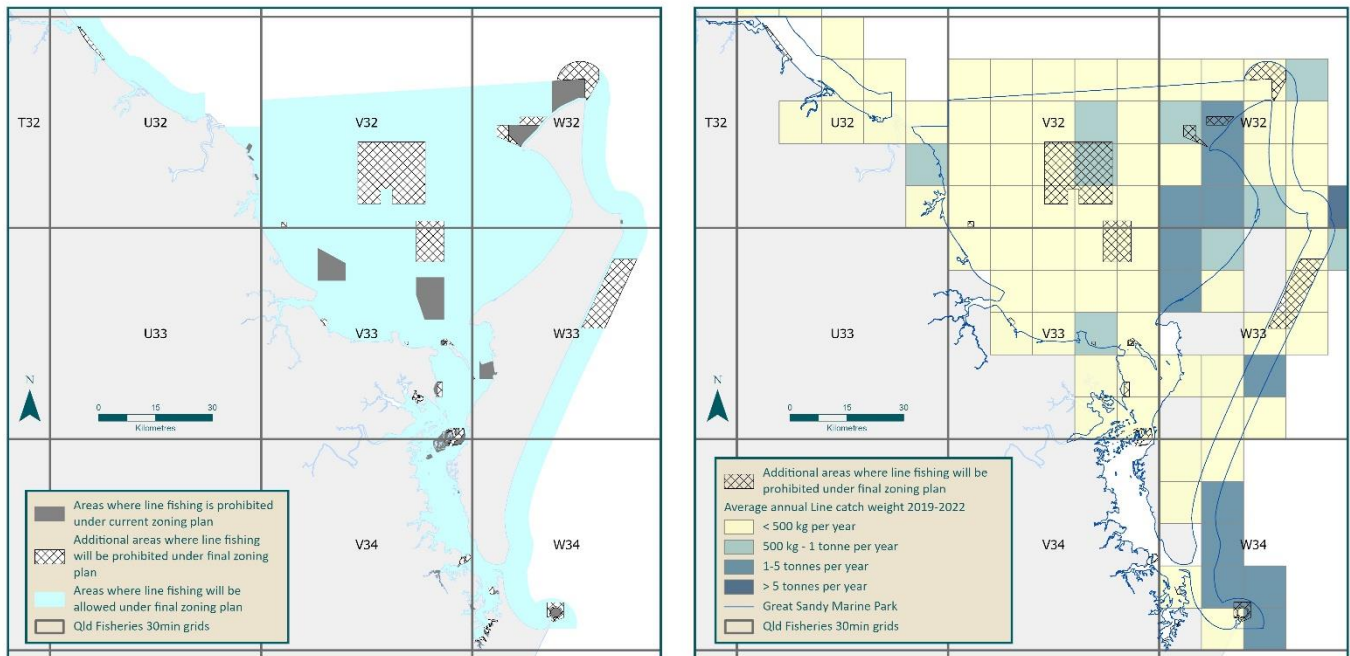 T32
U32
V32
W32
U33
V33
W33
V34
W34
N
0 15 30
Kilometres
Areas where line fishing is prohibited
under current zoning plan
Additional areas where line fishing
will be prohibited under final zoning
plan
Areas where line fishing will be
allowed under final zoning plan
Qld Fisheries 30min grids
T32
U32
V32
W32
U33
V33
W33
V34
W34
N
0 15 30
Kilometres
Additional areas where line fishing will be
prohibited under final zoning plan
Average annual Line catch weight 2019-2022
< 500 kg per year
500 kg - 1 tonne per year
1-5 tonnes per year
> 5 tonnes per year
Great Sandy Marine Park
Qld Fisheries 30min grids